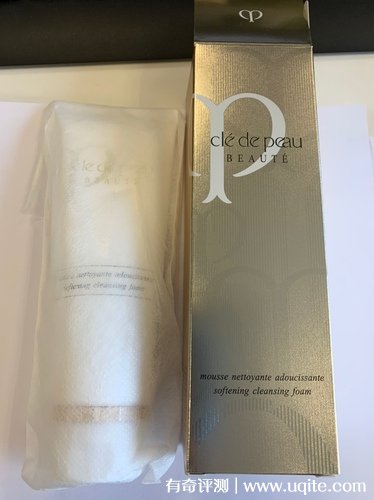 clé de peau
BEAUTÉ
mousse nettoyante adoucissante
softening cleansing foam
clé de peau
BEAUTÉ
mousse nettoyante adoucissante
softening cleansing foam
有奇评测 | www.uqite.com